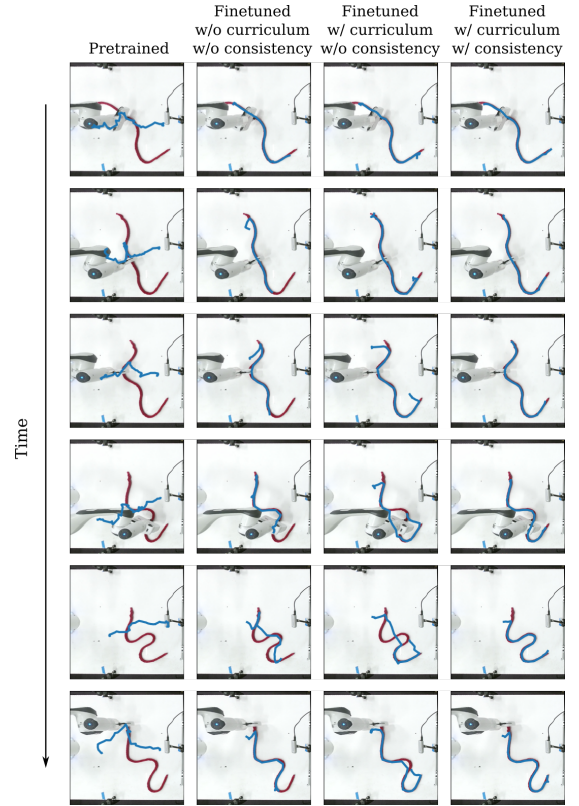 Pretrained
Finetuned
w/o curriculum
w/o consistency
Finetuned
w/ curriculum
w/o consistency
Finetuned
w/ curriculum
w/ consistency
Time